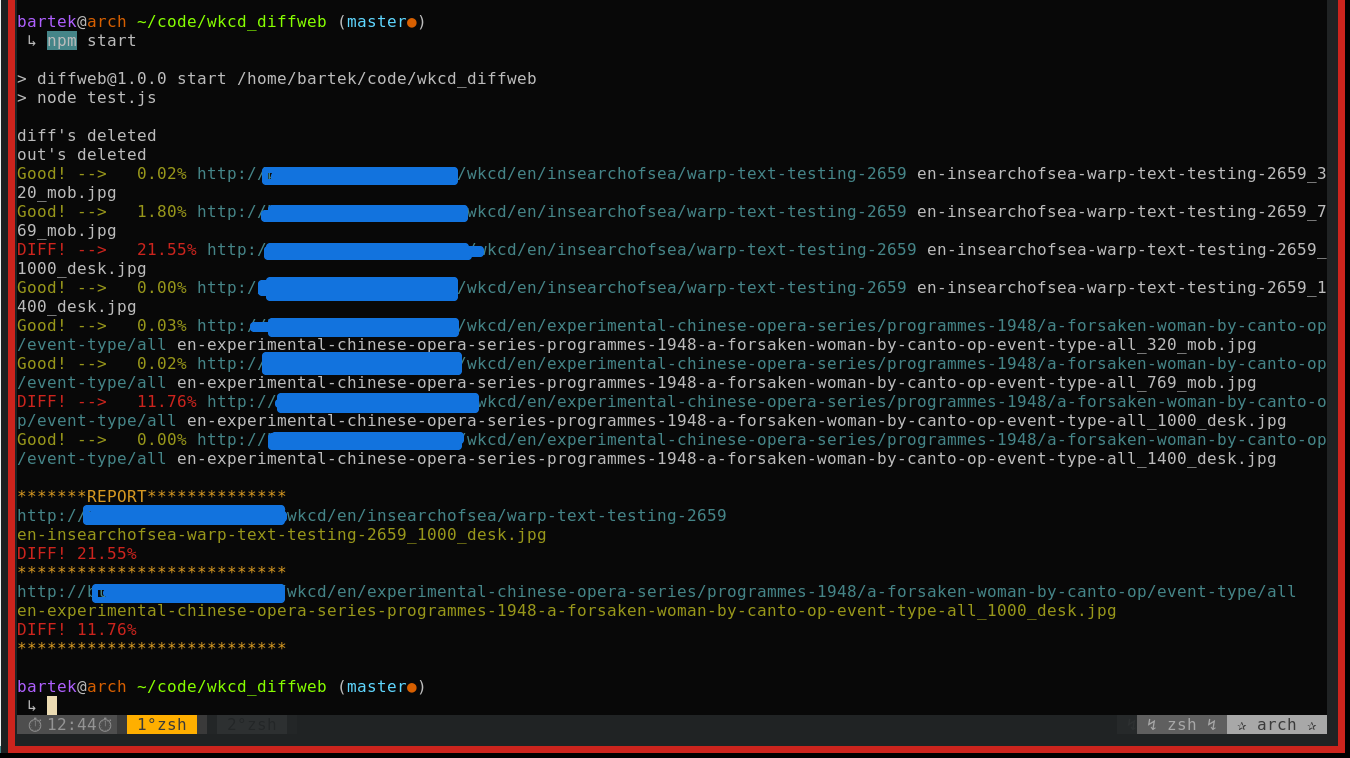 bartek@arch ~/code/wkcd_diffweb (master●)
↳ npm start
> diffweb@1.0.0 start /home/bartek/code/wkcd_diffweb
> node test.js
diff's deleted
out's deleted
Good! -->   0.02% http:// /wkcd/en/insearchofsea/warp-text-testing-2659 en-insearchofsea-warp-text-testing-2659_3
20_mob.jpg
Good! -->   1.80% http:// wkcd/en/insearchofsea/warp-text-testing-2659 en-insearchofsea-warp-text-testing-2659_7
69_mob.jpg
DIFF! -->   21.55% http:/ /wkcd/en/insearchofsea/warp-text-testing-2659 en-insearchofsea-warp-text-testing-2659_
1000_desk.jpg
Good! -->   0.00% http:/ /wkcd/en/insearchofsea/warp-text-testing-2659 en-insearchofsea-warp-text-testing-2659_1
400_desk.jpg
Good! -->   0.03% http:/ /wkcd/en/experimental-chinese-opera-series/programmes-1948/a-forsaken-woman-by-canto-op
/event-type/all en-experimental-chinese-opera-series-programmes-1948-a-forsaken-woman-by-canto-op-event-type-all_320_mob.jpg
Good! -->   0.02% http:// /wkcd/en/experimental-chinese-opera-series/programmes-1948/a-forsaken-woman-by-canto-op
/event-type/all en-experimental-chinese-opera-series-programmes-1948-a-forsaken-woman-by-canto-op-event-type-all_769_mob.jpg
DIFF! -->   11.76% http:// wkcd/en/experimental-chinese-opera-series/programmes-1948/a-forsaken-woman-by-canto-o
p/event-type/all en-experimental-chinese-opera-series-programmes-1948-a-forsaken-woman-by-canto-op-event-type-all_1000_desk.jpg
Good! -->   0.00% http:// /wkcd/en/experimental-chinese-opera-series/programmes-1948/a-forsaken-woman-by-canto-op
/event-type/all en-experimental-chinese-opera-series-programmes-1948-a-forsaken-woman-by-canto-op-event-type-all_1400_desk.jpg
*******REPORT**************
http:// wkcd/en/insearchofsea/warp-text-testing-2659
en-insearchofsea-warp-text-testing-2659_1000_desk.jpg
DIFF! 21.55%
***************************
http:// /wkcd/en/experimental-chinese-opera-series/programmes-1948/a-forsaken-woman-by-canto-op/event-type/all
en-experimental-chinese-opera-series-programmes-1948-a-forsaken-woman-by-canto-op-event-type-all_1000_desk.jpg
DIFF! 11.76%
***************************
bartek@arch ~/code/wkcd_diffweb (master●)
↳
⏱12:44⏱ 1°zsh 2°zsh ↯ zsh ↯ ✰ arch ✰